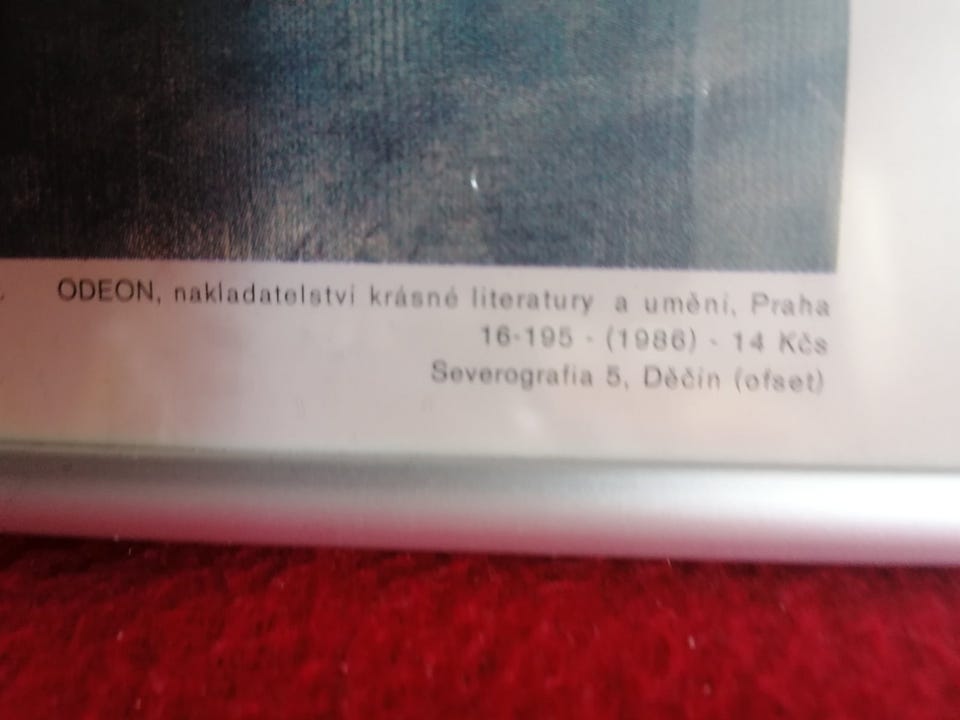 ODEON, nakladatelství krásné literatury a umění, Praha
16-195 - (1986) - 14 Kčs
Severografia 5, Děčín (ofset)